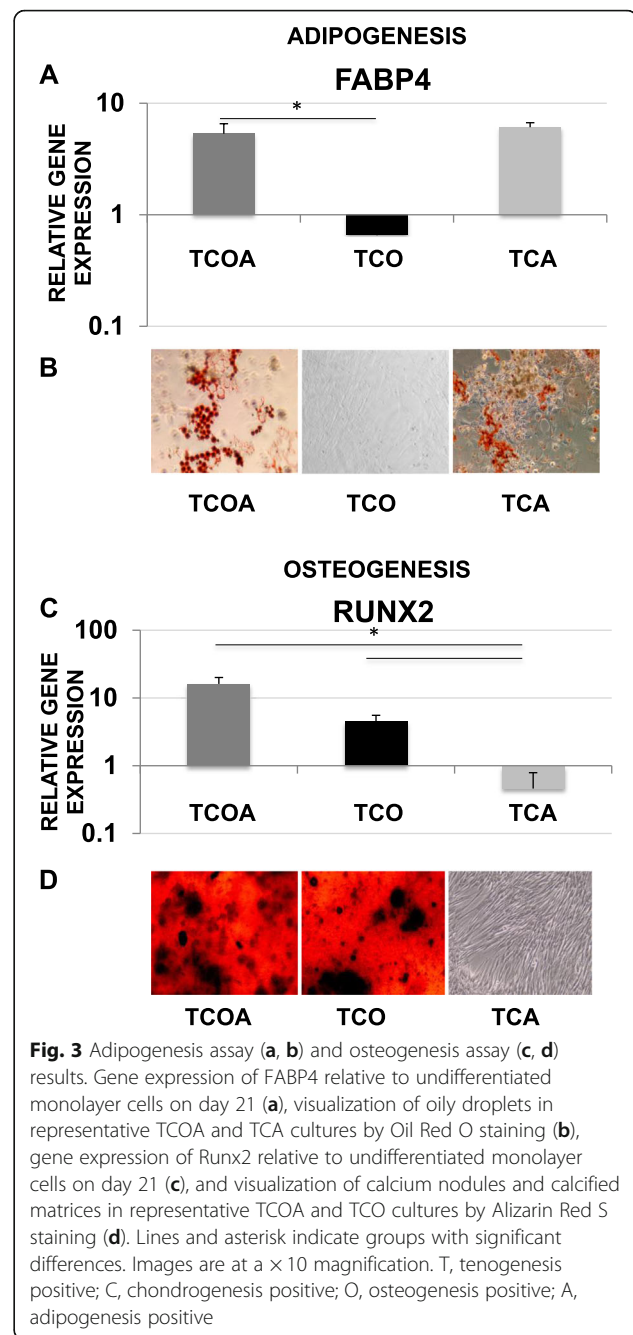 ADIPOGENESIS
A
FABP4
*
RELATIVE GENE
EXPRESSION
10
1
0.1
TCOA
TCO
TCA
B
TCOA
TCO
TCA
OSTEOGENESIS
C
RUNX2
*
RELATIVE GENE
EXPRESSION
100
10
1
0.1
TCOA
TCO
TCA
D
TCOA
TCO
TCA
Fig. 3 Adipogenesis assay (a, b) and osteogenesis assay (c, d)
results. Gene expression of FABP4 relative to undifferentiated
monolayer cells on day 21 (a), visualization of oily droplets in
representative TCOA and TCA cultures by Oil Red O staining (b),
gene expression of Runx2 relative to undifferentiated monolayer
cells on day 21 (c), and visualization of calcium nodules and calcified
matrices in representative TCOA and TCO cultures by Alizarin Red S
staining (d). Lines and asterisk indicate groups with significant
differences. Images are at a × 10 magnification. T, tenogenesis
positive; C, chondrogenesis positive; O, osteogenesis positive; A,
adipogenesis positive